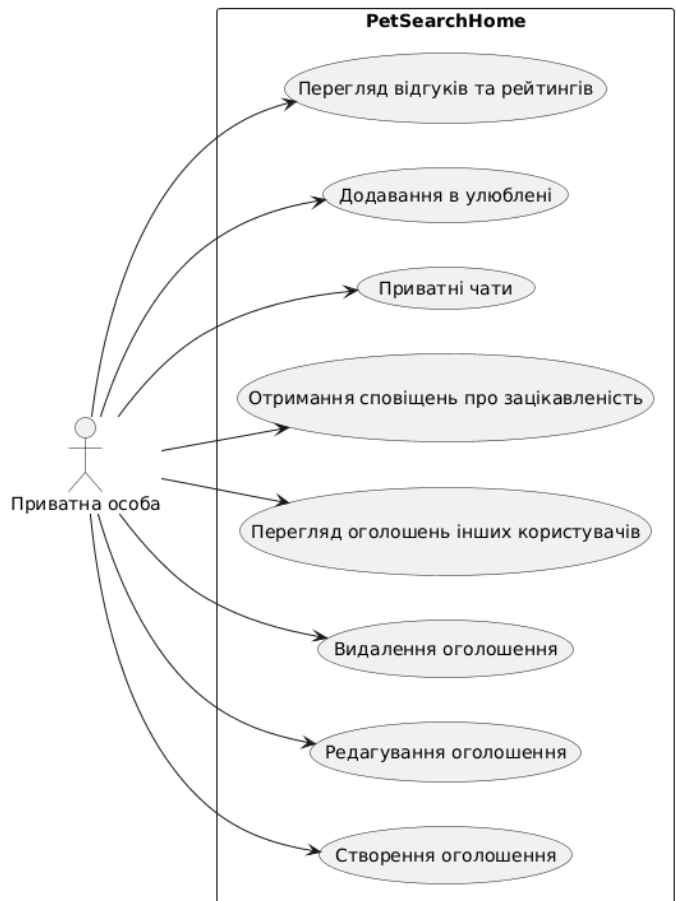 PetSearchHome
Перегляд відгуків та рейтингів
Додавання в улюблені
Приватні чати
Отримання сповіщень про зацікавленість
Приватна особа
Перегляд оголошень інших користувачів
Видалення оголошення
Редагування оголошення
Створення оголошення